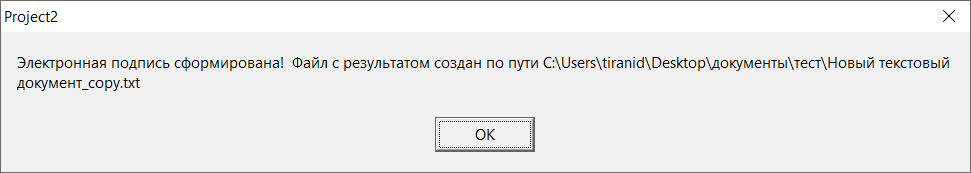 Project2
Электронная подпись сформирована!  Файл с результатом создан по пути C:\Users\tiranid\Desktop\документы\тест\Новый текстовый
документ_copy.txt
OK